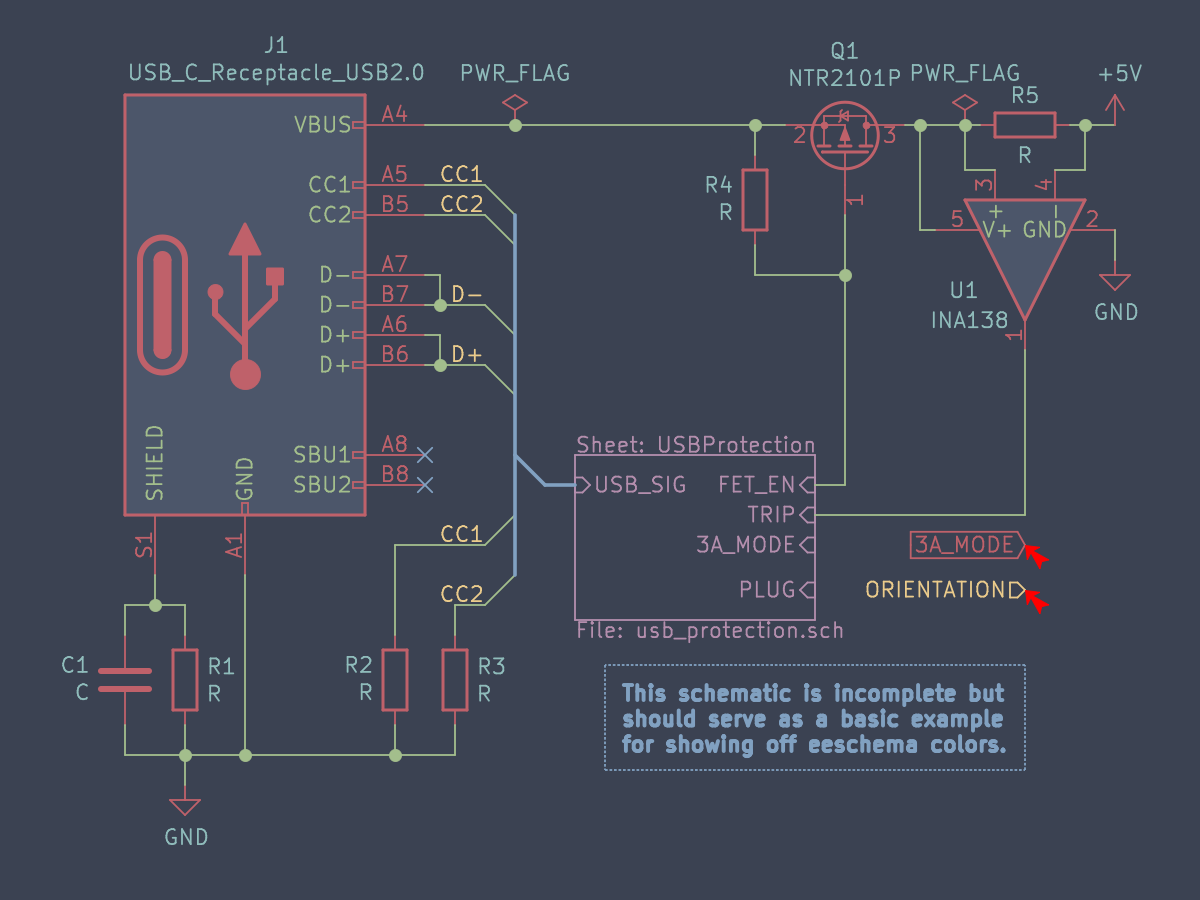 J1
USB_C_Receptacle_USB2.0
PWR_FLAG
Q1
NTR2101P
PWR_FLAG
R5
R
+5V
VBUS
A4
CC1
A5
CC1
CC2
B5
CC2
D-
A7
D-
B7
D-
D+
A6
D+
B6
D+
SBU1
A8
SBU2
B8
SHIELD
GND
S1
A1
2
3
1
R4
R
3
4
5
2
+
-
V+
GND
U1
INA138
1
GND
Sheet: USBProtection
USB_SIG
FET_EN
TRIP
3A_MODE
PLUG
File: usb_protection.sch
3A_MODE
ORIENTATION
CC1
CC2
C1
C
R1
R
R2
R
R3
R
GND
This schematic is incomplete but
should serve as a basic example
for showing off eeschema colors.